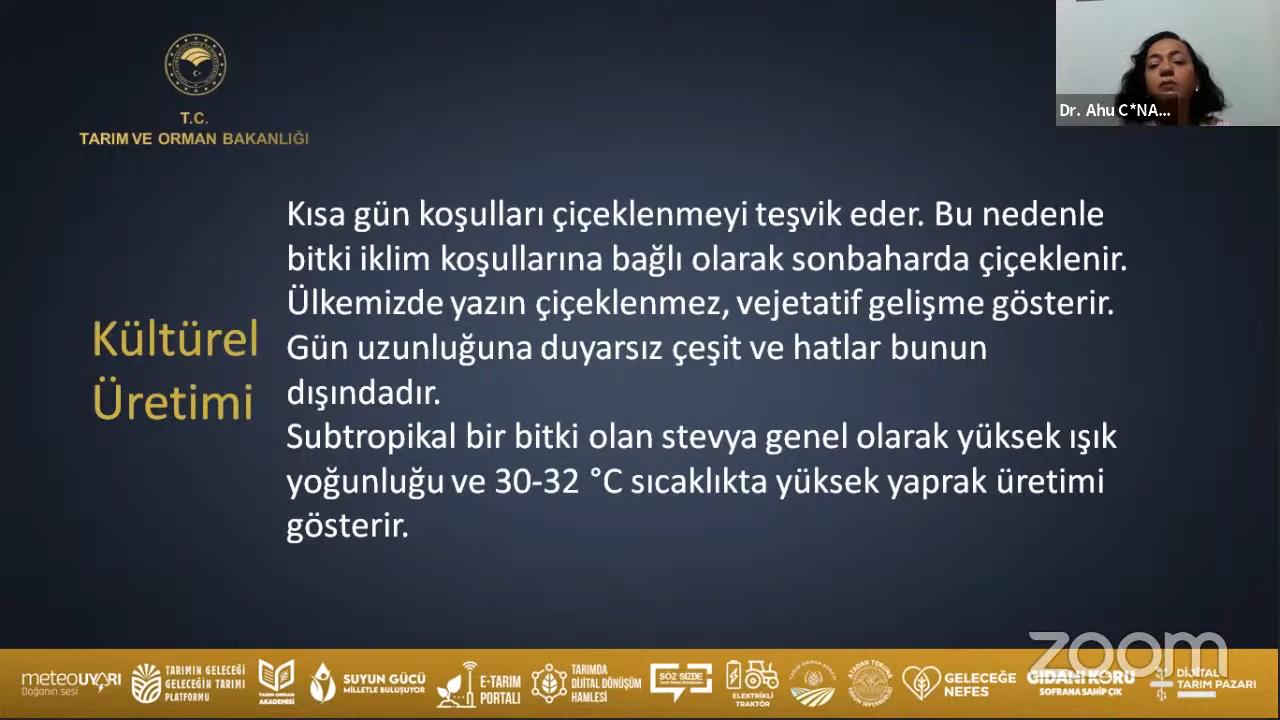 T.C.
TARIM VE ORMAN BAKANLIĞI
Dr. Ahu C*NA...
Kısa gün koşulları çiçeklenmeyi teşvik eder. Bu nedenle
bitki iklim koşullarına bağlı olarak sonbaharda çiçeklenir.
Ülkemizde yazın çiçeklenmez, vejetatif gelişme gösterir.
Gün uzunluğuna duyarsız çeşit ve hatlar bunun
dışındadır.
Subtropikal bir bitki olan stevya genel olarak yüksek ışık
yoğunluğu ve 30-32 °C sıcaklıkta yüksek yaprak üretimi
gösterir.
Kültürel
Üretimi
zoom
meteouyarı
Doğanın sesi
TARIMIN GELECEĞİ
GELECEĞİN TARIMI
PLATFORMU
TARIM ORMAN
AKADEMİSİ
SUYUN GÜCÜ
MİLLETLE BULUŞUYOR
E-TARIM
PORTALI
TARIMDA
DİJİTAL DÖNÜŞÜM
HAMLESİ
SÖZ SİZDE
ELEKTRİKLİ
TRAKTÖR
GELECEĞE
NEFES
GIDANI KORU
SOFRANA SAHİP ÇIK
DİJİTAL
TARIM PAZARI